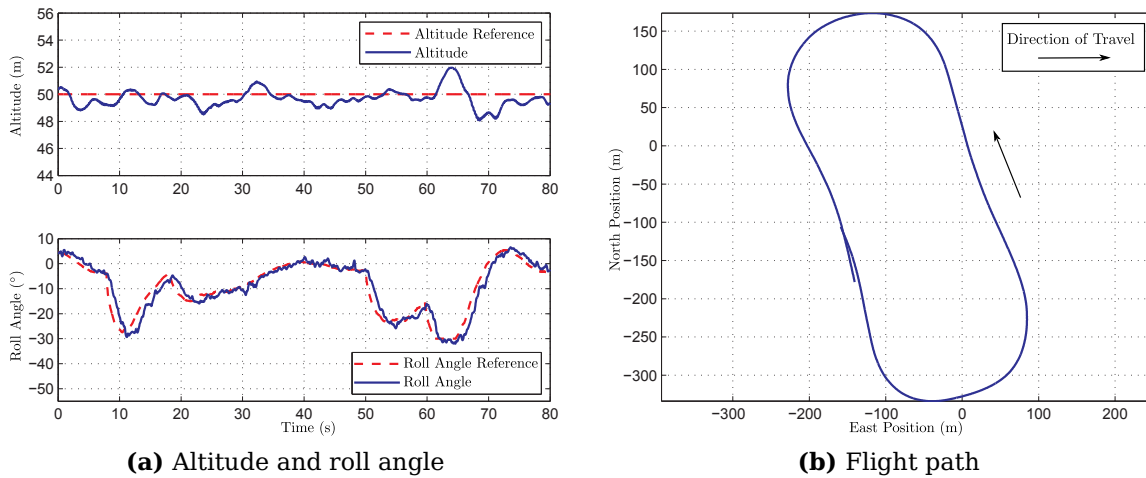 56
54
52
50
48
46
44
Altitude (m)
Altitude Reference
Altitude
0 10 20 30 40 50 60 70 80
10
0
−10
−20
−30
−40
−50
Roll Angle (°)
Roll Angle Reference
Roll Angle
0 10 20 30 40 50 60 70 80
Time (s)
(a) Altitude and roll angle
150
100
50
0
−50
−100
−150
−200
−250
−300
North Position (m)
Direction of Travel
−300 −200 −100 0 100 200
East Position (m)
(b) Flight path